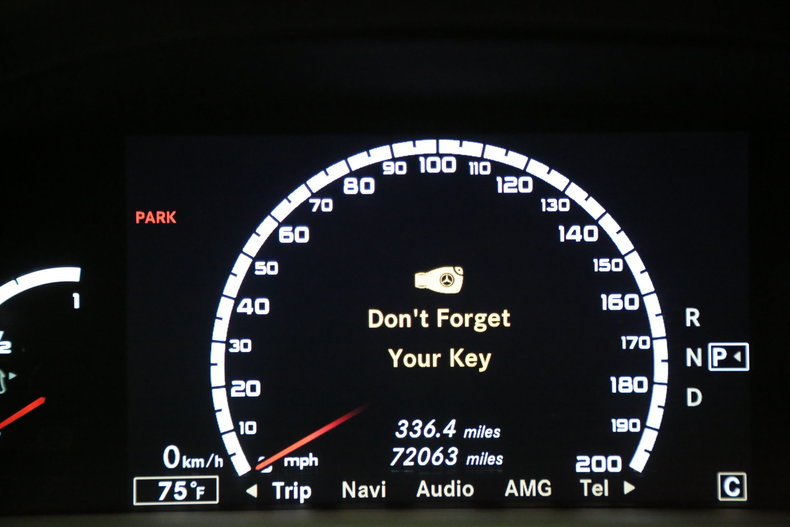 100
90 110
80 120
70 130
PARK
60 140
50 150
1
40 160
Don't Forget
R
30 170
Your Key
N P
20 180
D
10 190
336.4 miles
0 km/h mph 72063 miles 200
75°F Trip Navi Audio AMG Tel C